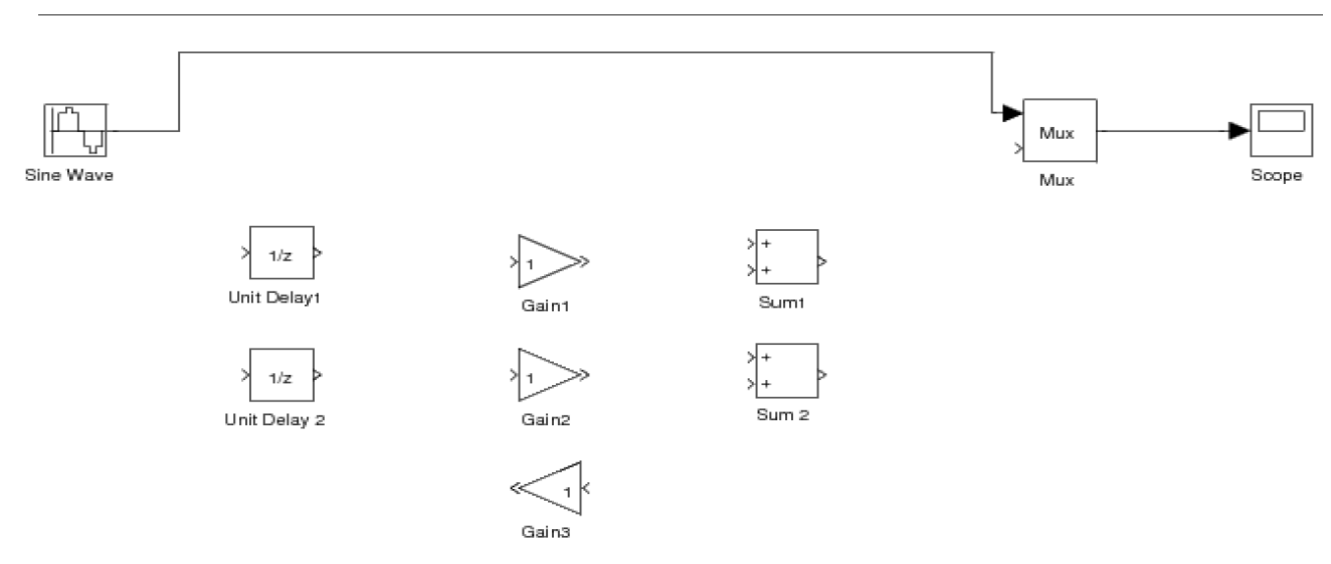 Mux
Sine Wave
Mux
Scope
1/z
1
+
+
Unit Delay1
Gain1
Sum1
1/z
1
+
+
Unit Delay 2
Gain2
Sum 2
1
Gain3